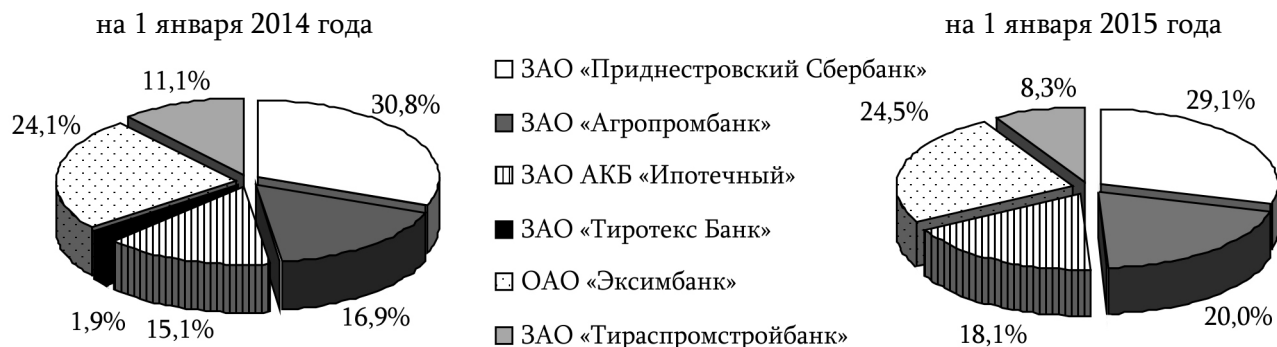 на 1 января 2014 года
11,1%
30,8%
24,1%
1,9%
15,1%
16,9%
ЗАО «Приднестровский Сбербанк»
ЗАО «Агропромбанк»
ЗАО АКБ «Ипотечный»
ЗАО «Тиротекс Банк»
ОАО «Эксимбанк»
ЗАО «Тираспромстройбанк»
на 1 января 2015 года
8,3%
29,1%
24,5%
18,1%
20,0%